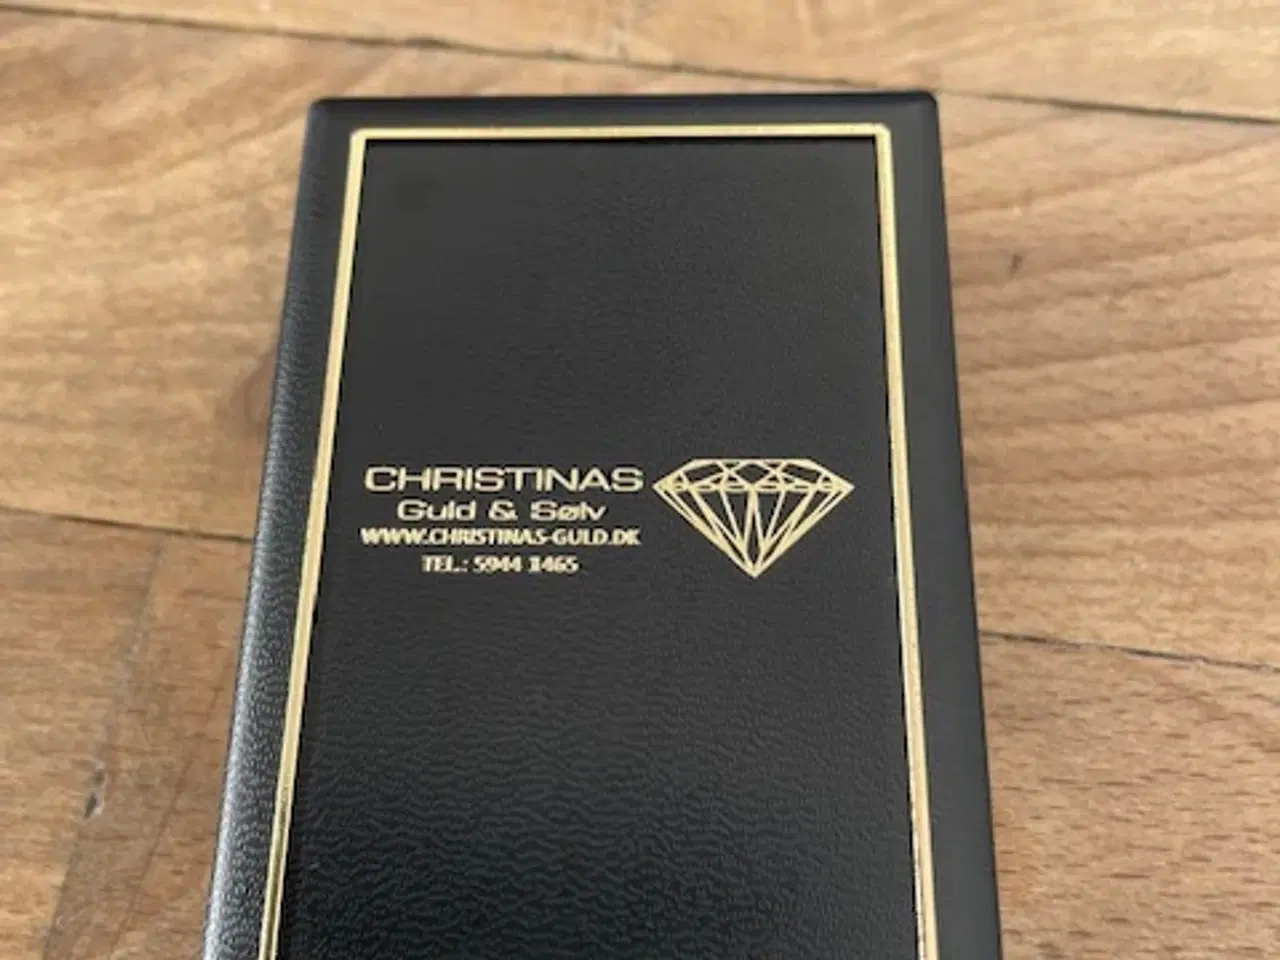 CHRISTINAS
Guld & Sølv
WWW.CHRISTINAS-GULD.DK
TEL.: 5944 1465